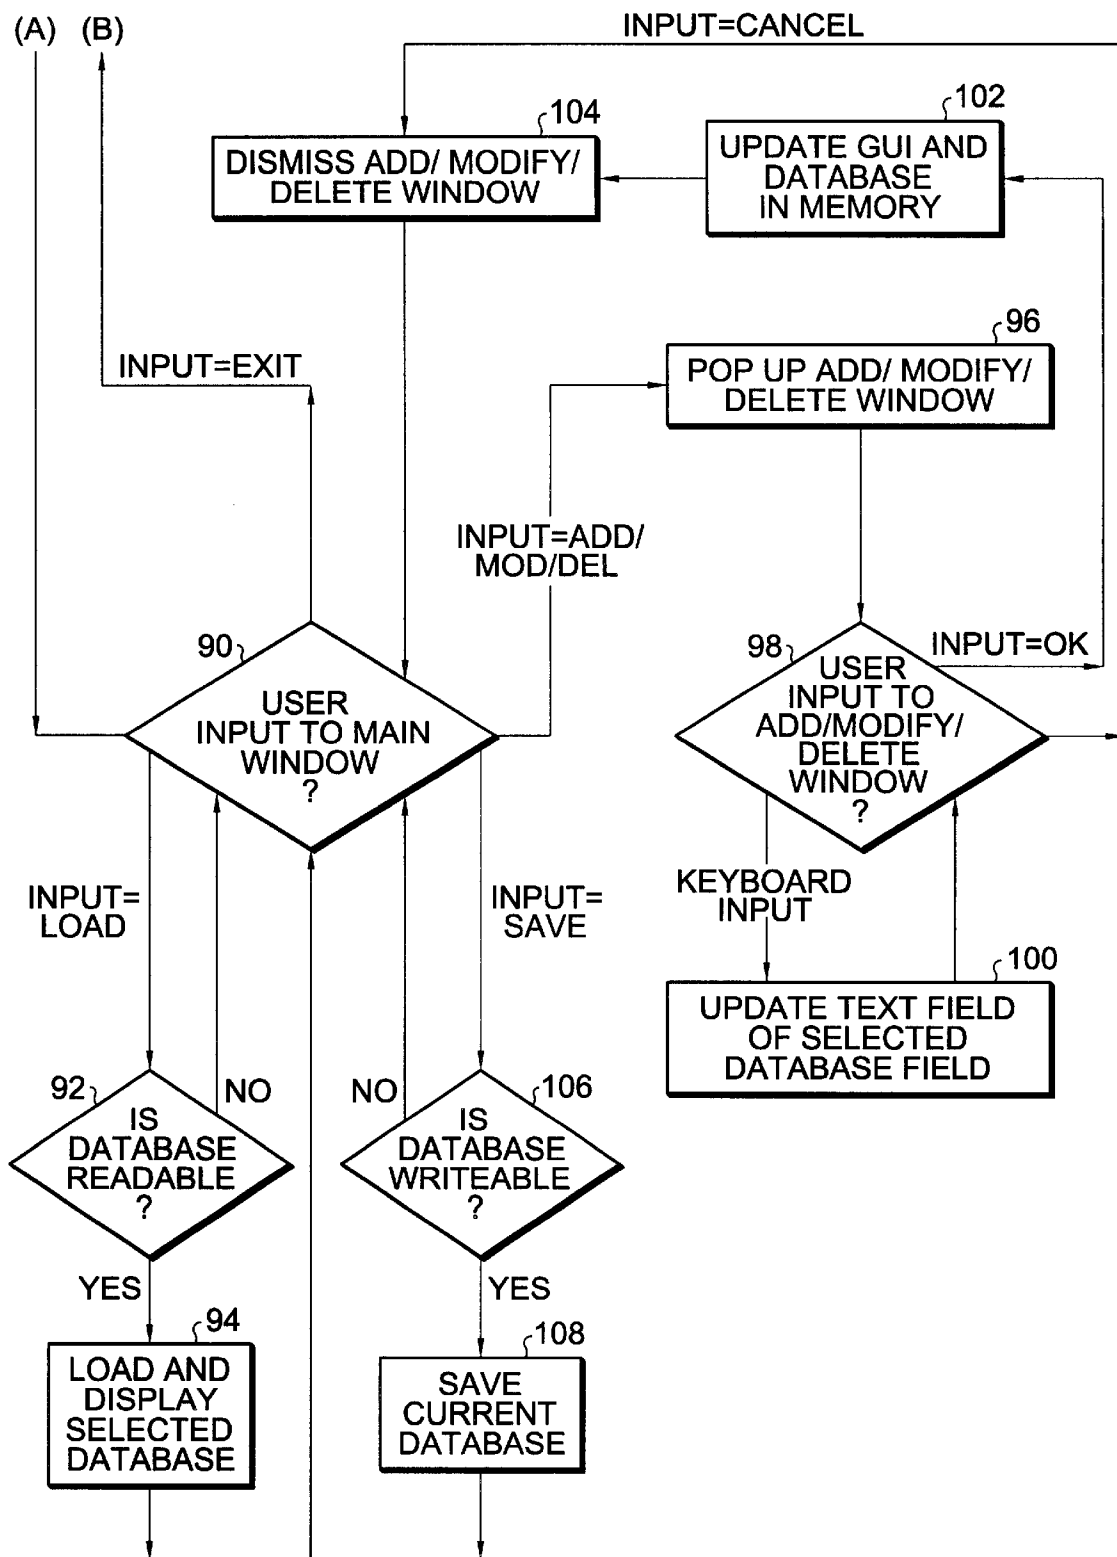 (A) (B)
INPUT=CANCEL
104
DISMISS ADD/ MODIFY/
DELETE WINDOW
102
UPDATE GUI AND
DATABASE
IN MEMORY
INPUT=EXIT
96
POP UP ADD/ MODIFY/
DELETE WINDOW
INPUT=ADD/
MOD/DEL
90
USER
INPUT TO MAIN
WINDOW
?
98
USER
INPUT TO
ADD/MODIFY/
DELETE
WINDOW
?
INPUT=OK
INPUT=
LOAD
INPUT=
SAVE
KEYBOARD
INPUT
100
UPDATE TEXT FIELD
OF SELECTED
DATABASE FIELD
92
IS
DATABASE
READABLE
?
NO
NO
106
IS
DATABASE
WRITEABLE
?
YES
YES
94
LOAD AND
DISPLAY
SELECTED
DATABASE
108
SAVE
CURRENT
DATABASE